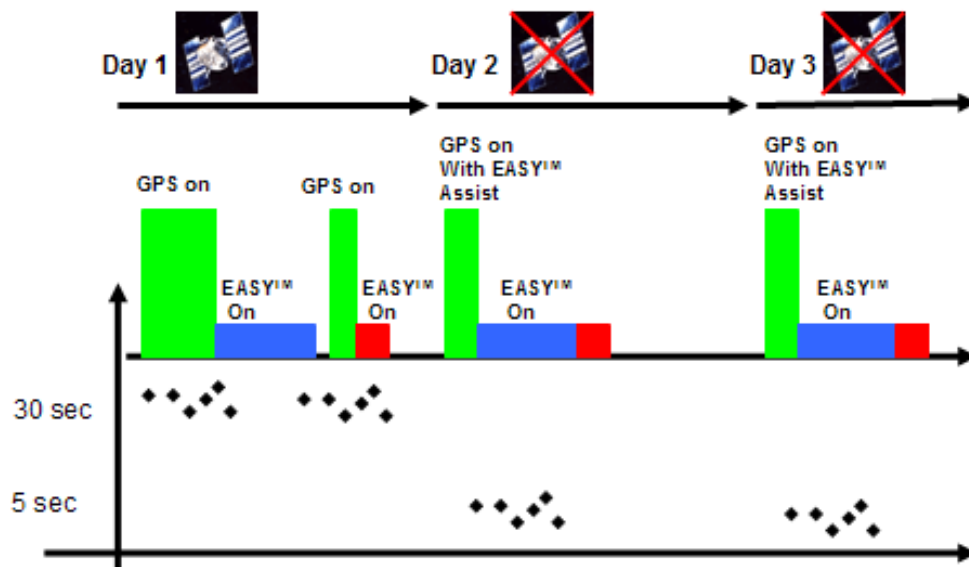 Day 1
Day 2
Day 3
GPS on
GPS on
GPS on
With EASY™
Assist
GPS on
With EASY™
Assist
EASY™
On
EASY™
On
EASY™
On
EASY™
On
30 sec
5 sec